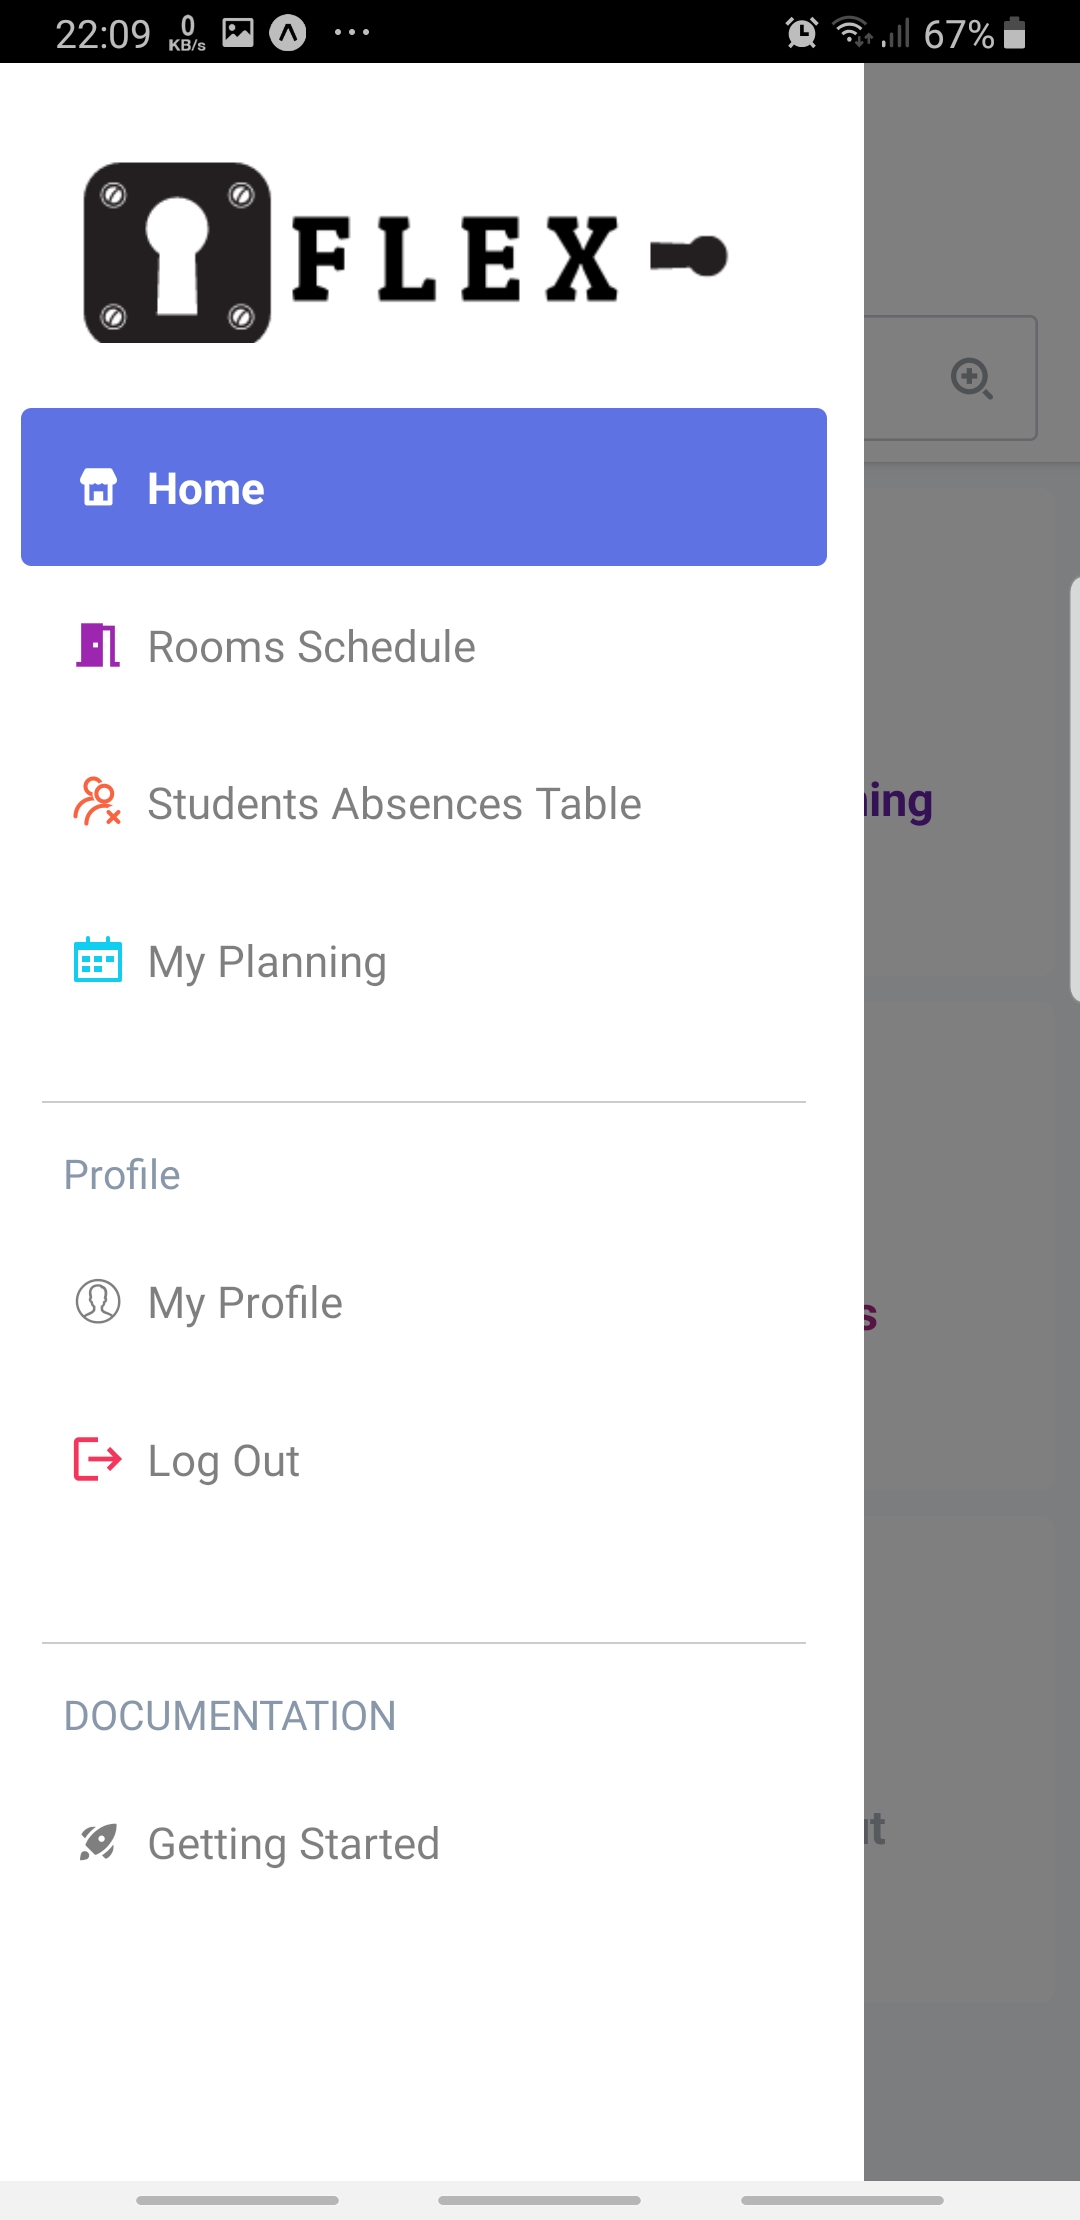 22:09 0 KB/s 67%
FLEX
Home
Rooms Schedule
Students Absences Table
ing
My Planning
Profile
My Profile
s
Log Out
DOCUMENTATION
t
Getting Started